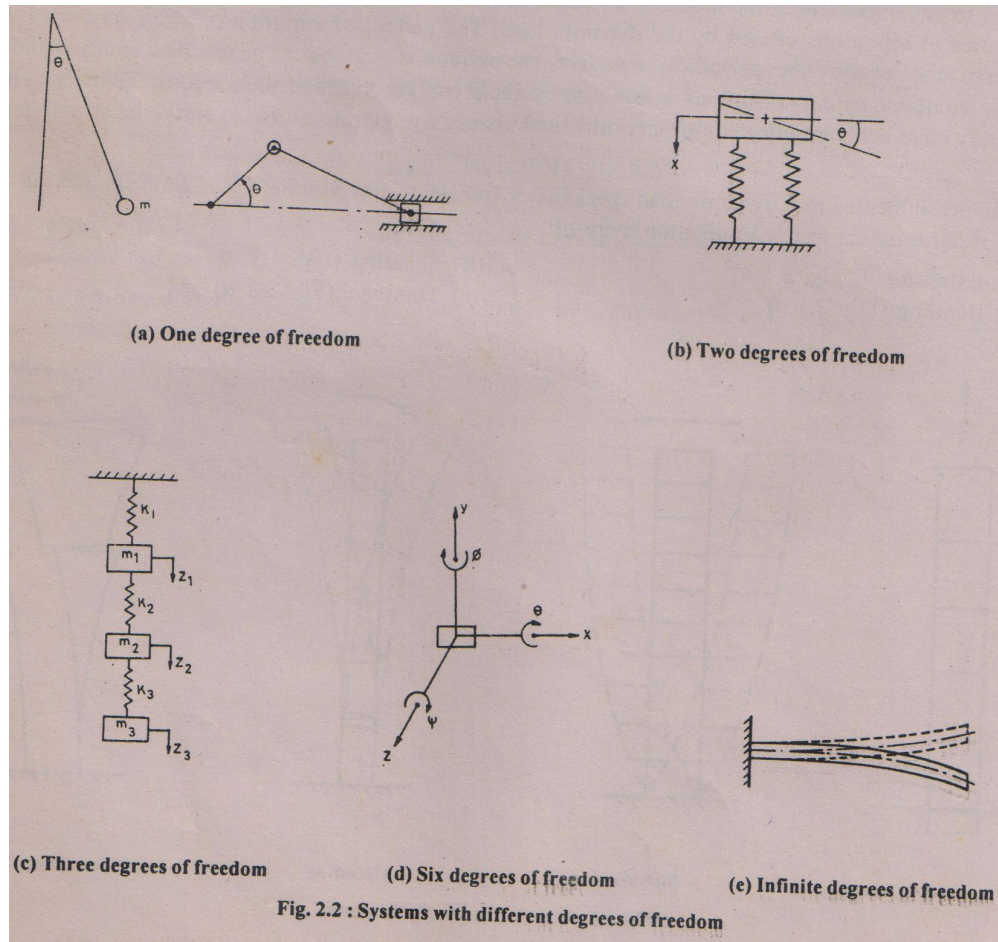 θ
m
θ
(a) One degree of freedom
x
θ
(b) Two degrees of freedom
K1
m1
z1
K2
m2
z2
K3
m3
z3
(c) Three degrees of freedom
y
ø
θ
x
ψ
z
(d) Six degrees of freedom
(e) Infinite degrees of freedom
Fig. 2.2 : Systems with different degrees of freedom